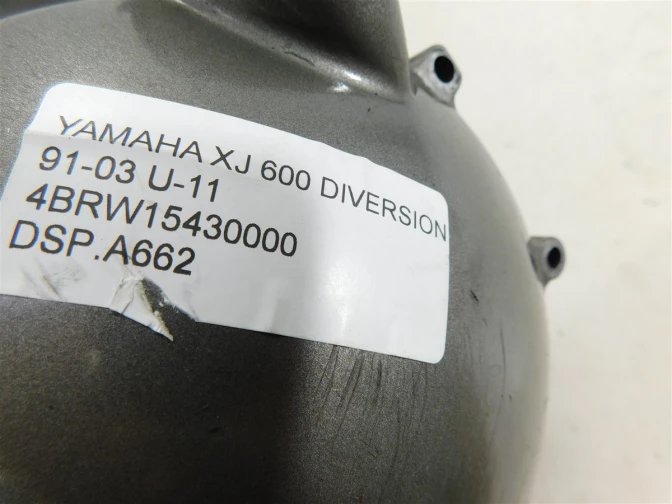 YAMAHA XJ 600 DIVERSION
91-03 U-11
4BRW15430000
DSP.A662